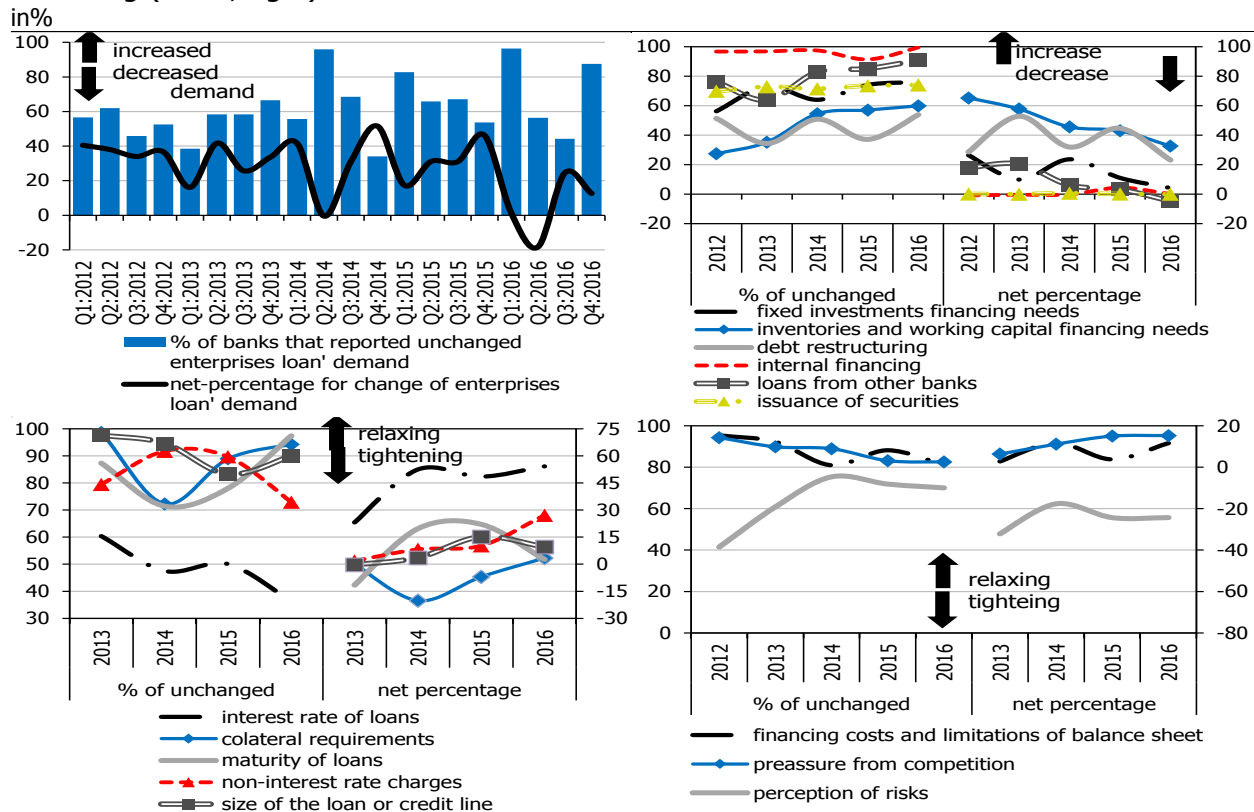 in%
100
80
60
40
20
0
-20
increased
decreased
demand
Q1:2012
Q2:2012
Q3:2012
Q4:2012
Q1:2013
Q2:2013
Q3:2013
Q4:2013
Q1:2014
Q2:2014
Q3:2014
Q4:2014
Q1:2015
Q2:2015
Q3:2015
Q4:2015
Q1:2016
Q2:2016
Q3:2016
Q4:2016
% of banks that reported unchanged
enterprises loan' demand
net-percentage for change of enterprises
loan' demand
100
80
60
40
20
0
-20
increase
decrease
100
80
60
40
20
0
-20
2012
2013
2014
2015
2016
2012
2013
2014
2015
2016
% of unchanged
net percentage
fixed investments financing needs
inventories and working capital financing needs
debt restructuring
internal financing
loans from other banks
issuance of securities
100
90
80
70
60
50
40
30
relaxing
tightening
75
60
45
30
15
0
-15
-30
2013
2014
2015
2016
2013
2014
2015
2016
% of unchanged
net percentage
interest rate of loans
colateral requirements
maturity of loans
non-interest rate charges
size of the loan or credit line
100
80
60
40
20
0
relaxing
tighteing
20
0
-20
-40
-60
-80
2012
2013
2014
2015
2016
2013
2014
2015
2016
% of unchanged
net percentage
financing costs and limitations of balance sheet
preassure from competition
perception of risks